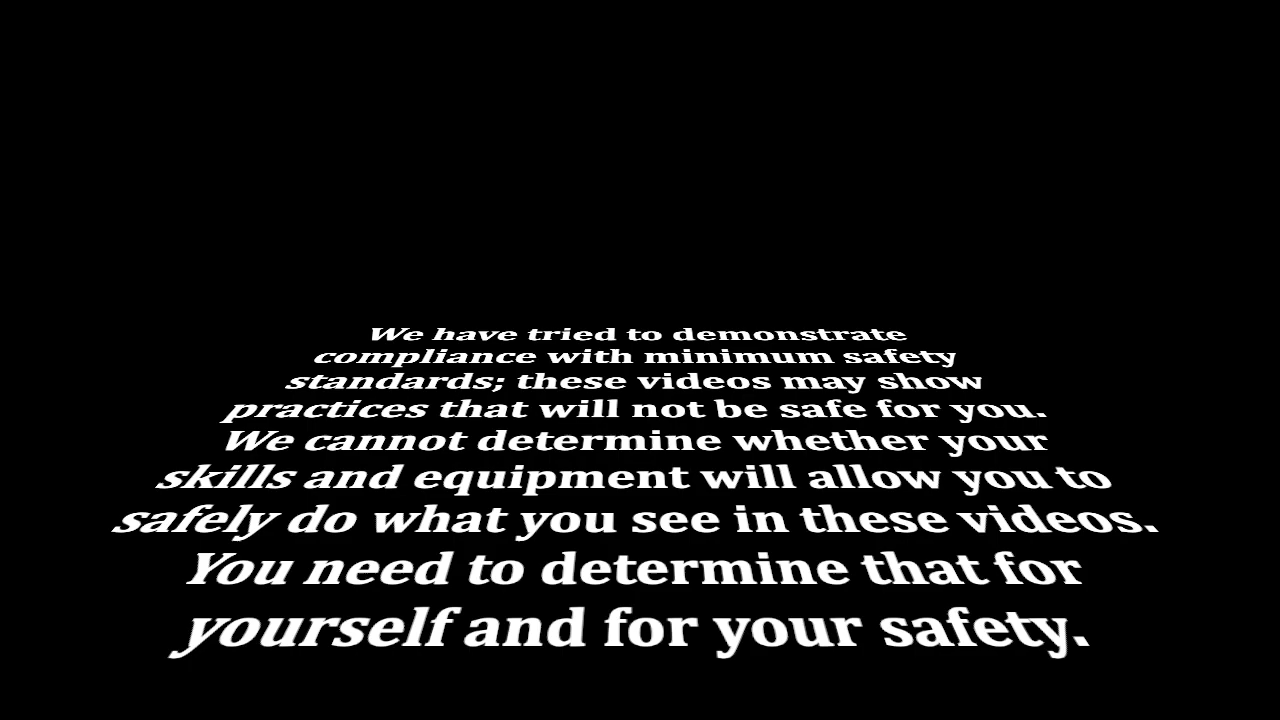 We have tried to demonstrate
compliance with minimum safety
standards; these videos may show
practices that will not be safe for you.
We cannot determine whether your
skills and equipment will allow you to
safely do what you see in these videos.
You need to determine that for
yourself and for your safety.